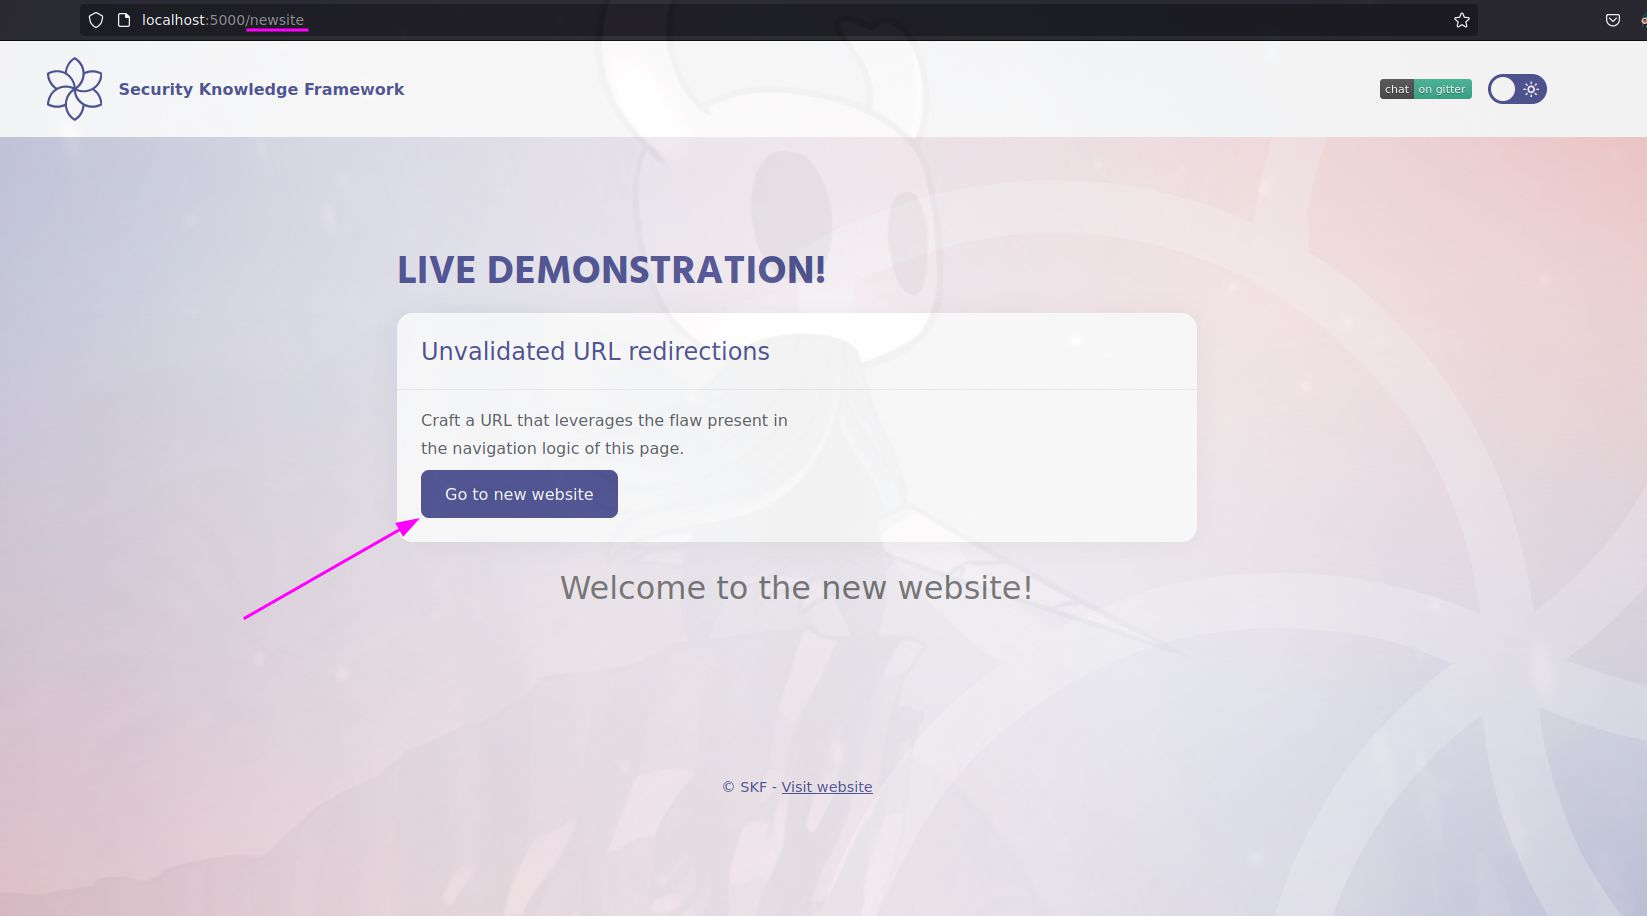 localhost:5000/newsite
Security Knowledge Framework
chat on gitter
LIVE DEMONSTRATION!
Unvalidated URL redirections
Craft a URL that leverages the flaw present in
the navigation logic of this page.
Go to new website
Welcome to the new website!
© SKF - Visit website